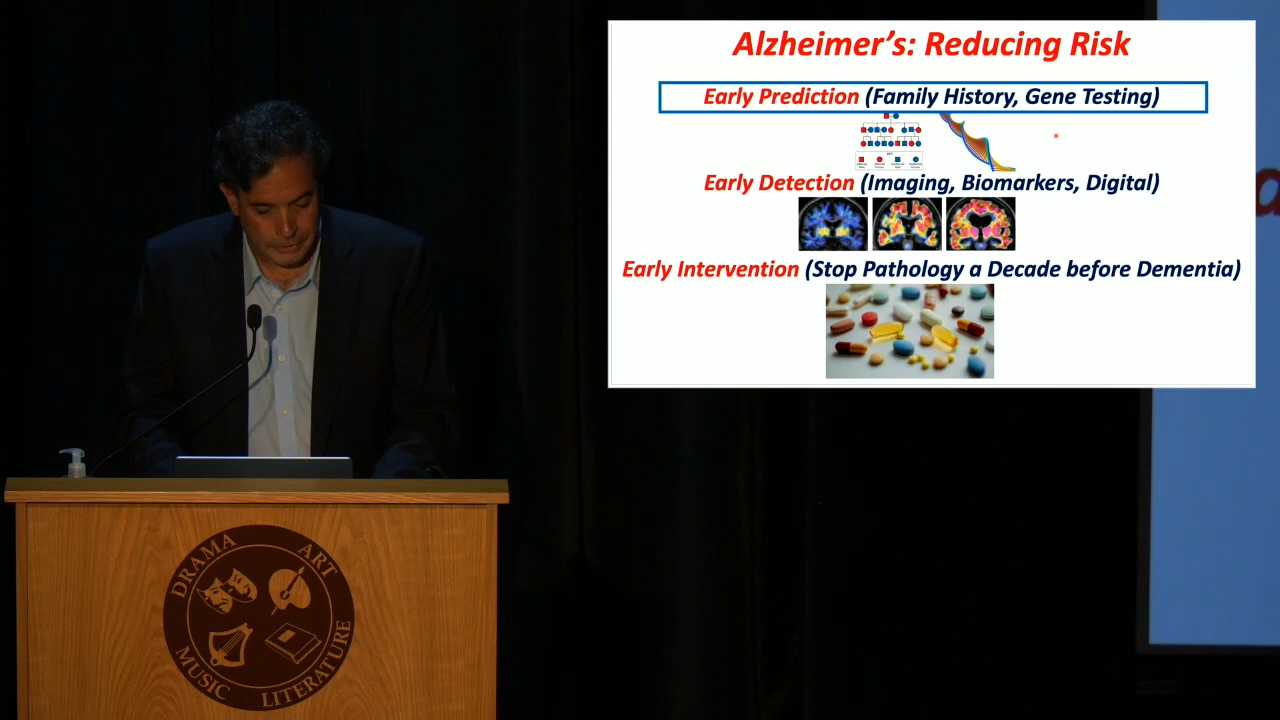 Alzheimer's: Reducing Risk
Early Prediction (Family History, Gene Testing)
Early Detection (Imaging, Biomarkers, Digital)
Early Intervention (Stop Pathology a Decade before Dementia)
DRAMA ART
MUSIC LITERATURE